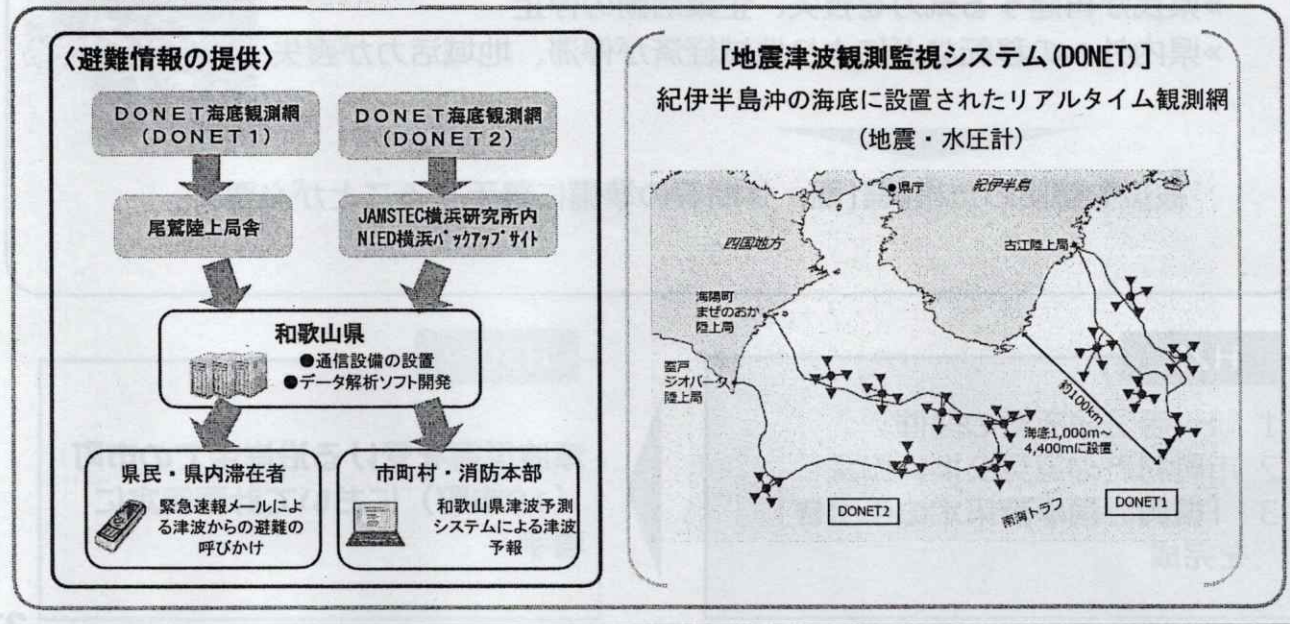 〈避難情報の提供〉
DONET海底観測網
(DONET1)
DONET海底観測網
(DONET2)
尾鷲陸上局舎
JAMSTEC横浜研究所内
NIED横浜バックアップサイト
和歌山県
●通信設備の設置
●データ解析ソフト開発
県民・県内滞在者
緊急速報メールによ
る津波からの避難の
呼びかけ
市町村・消防本部
和歌山県津波予測
システムによる津波
予報
[地震津波観測監視システム(DONET)]
紀伊半島沖の海底に設置されたリアルタイム観測網
(地震・水圧計)
県庁
紀伊半島
四国地方
古江陸上局
海陽町
まぜのおか
陸上局
室戸
ジオパーク
陸上局
約100km
海底1,000m～
4,400mに設置
DONET2
南海トラフ
DONET1